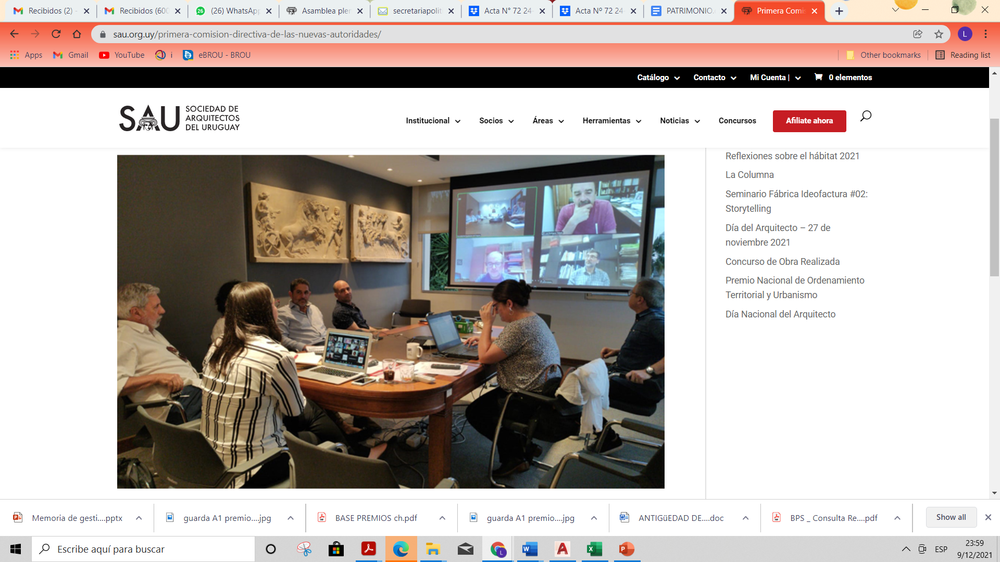 Recibidos (2) -
Recibidos (600
(26) WhatsApp
Asamblea plen
secretariapolit
Acta N° 72 24-
Acta Nº 72 24
PATRIMONIO.
Primera Comis
sau.org.uy/primera-comision-directiva-de-las-nuevas-autoridades/
L
Apps
Gmail
YouTube
i
eBROU - BROU
Other bookmarks
Reading list
Catálogo
Contacto
Mi Cuenta |
0 elementos
SAU
SOCIEDAD DE
ARQUITECTOS
DEL URUGUAY
Institucional
Socios
Áreas
Herramientas
Noticias
Concursos
Afiliate ahora
Reflexiones sobre el hábitat 2021
La Columna
Seminario Fábrica Ideofactura #02:
Storytelling
Día del Arquitecto – 27 de
noviembre 2021
Concurso de Obra Realizada
Premio Nacional de Ordenamiento
Territorial y Urbanismo
Día Nacional del Arquitecto
Memoria de gesti....pptx
guarda A1 premio....jpg
BASE PREMIOS ch.pdf
guarda A1 premio....jpg
ANTIGüEDAD DE....doc
BPS _ Consulta Re....pdf
Show all
Escribe aquí para buscar
ESP
23:59
9/12/2021